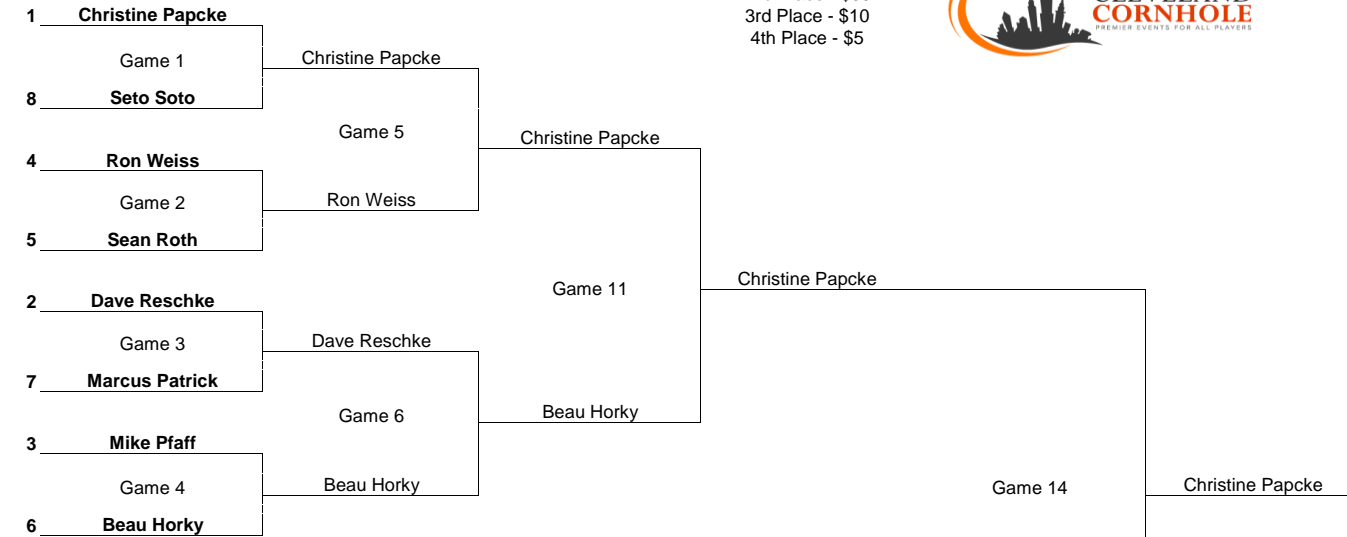 1 Christine Papcke
3rd Place - $10
CORNHOLE
PREMIER EVENTS FOR ALL PLAYERS
4th Place - $5
Game 1
Christine Papcke
8 Seto Soto
Game 5
Christine Papcke
4 Ron Weiss
Game 2
Ron Weiss
5 Sean Roth
Game 11
Christine Papcke
2 Dave Reschke
Game 3
Dave Reschke
7 Marcus Patrick
Game 6
Beau Horky
3 Mike Pfaff
Game 4
Beau Horky
Game 14
Christine Papcke
6 Beau Horky